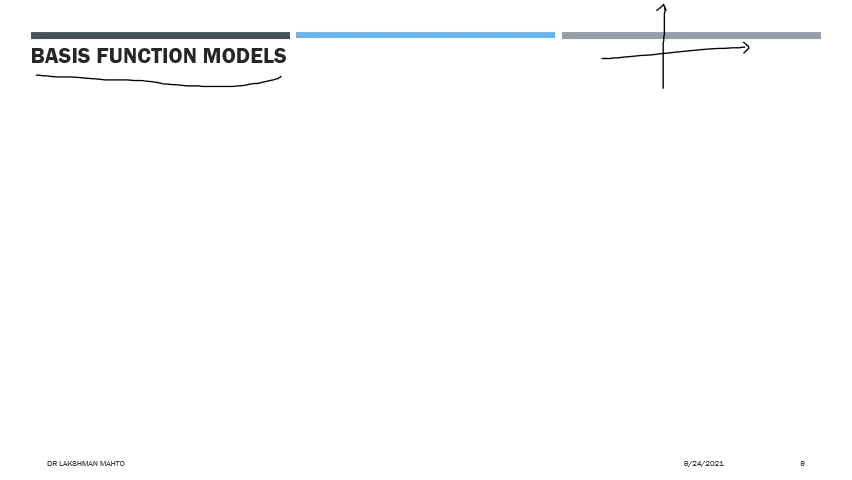 BASIS FUNCTION MODELS
DR LAKSHMAN MAHTO
9/24/2021
9